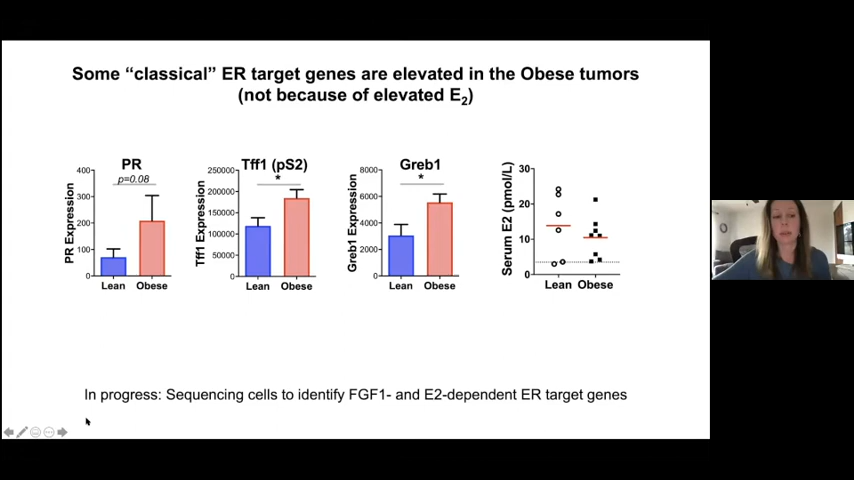 Some “classical” ER target genes are elevated in the Obese tumors
(not because of elevated E2)
PR
p=0.08
PR Expression
400
300
200
100
0
Lean Obese
Tff1 (pS2)
*
Tff1 Expression
250000
200000
150000
100000
50000
0
Lean Obese
Greb1
*
Greb1 Expression
8000
6000
4000
2000
0
Lean Obese
Serum E2 (pmol/L)
30
20
10
0
Lean Obese
In progress: Sequencing cells to identify FGF1- and E2-dependent ER target genes